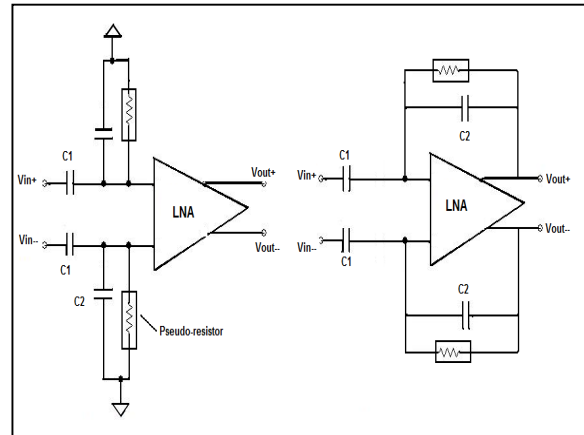 C1
Vin+
LNA
Vout+
Vin--
C1
Vout--
C2
Pseudo-resistor
C2
C1
Vin+
Vout+
LNA
Vin--
C1
Vout--
C2